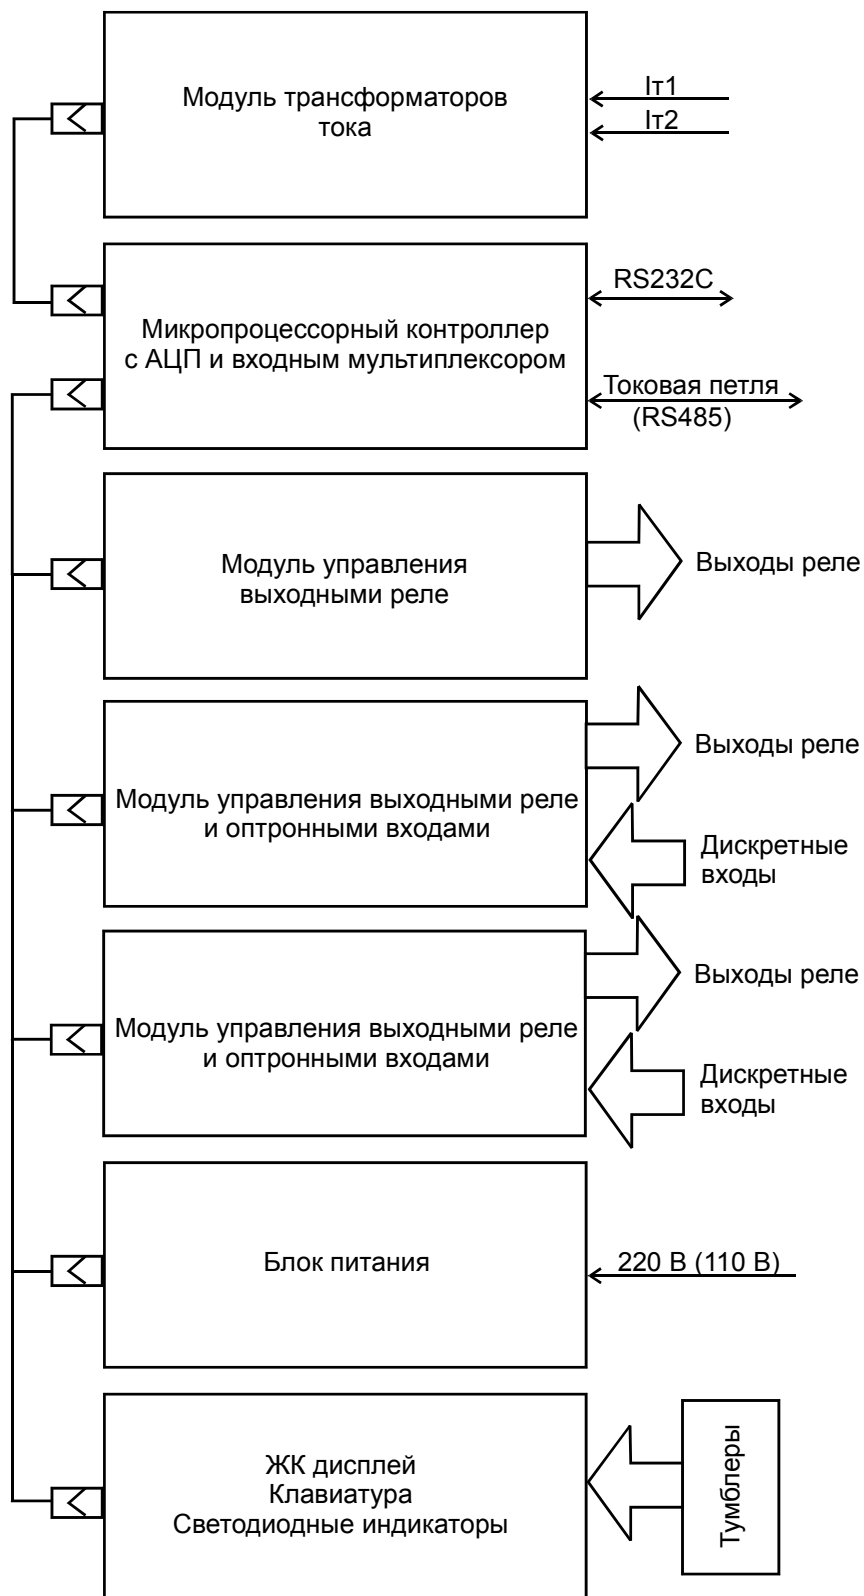 Модуль трансформаторов
тока
Iт1
Iт2
Микропроцессорный контроллер
с АЦП и входным мультиплексором
RS232C
Токовая петля
(RS485)
Модуль управления
выходными реле
Выходы реле
Модуль управления выходными реле
и оптронными входами
Выходы реле
Дискретные
входы
Модуль управления выходными реле
и оптронными входами
Выходы реле
Дискретные
входы
Блок питания
220 В (110 В)
ЖК дисплей
Клавиатура
Светодиодные индикаторы
Тумблеры